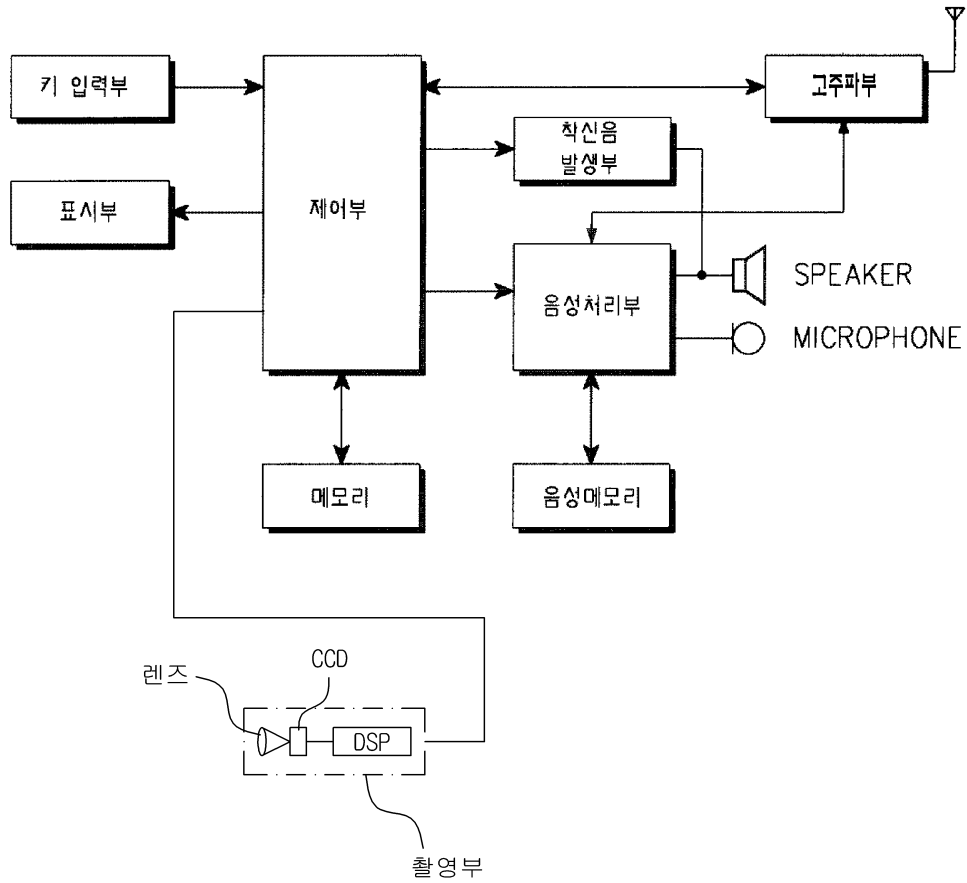 키 입력부
고주파부
착신음
발생부
표시부
제어부
음성처리부
SPEAKER
MICROPHONE
메모리
음성메모리
렌즈
CCD
DSP
촬영부